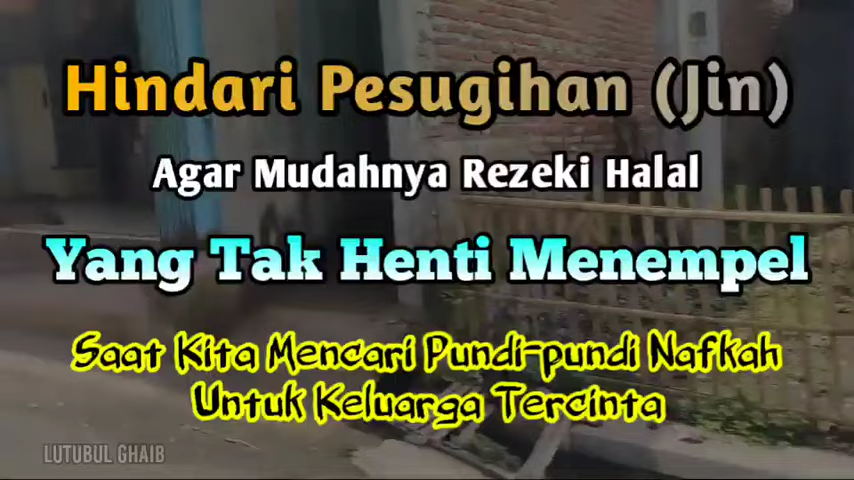 Hindari Pesugihan (Jin)
Agar Mudahnya Rezeki Halal
Yang Tak Henti Menempel
Saat Kita Mencari Pundi-pundi Nafkah
Untuk Keluarga Tercinta
LUTUBUL GHAIB